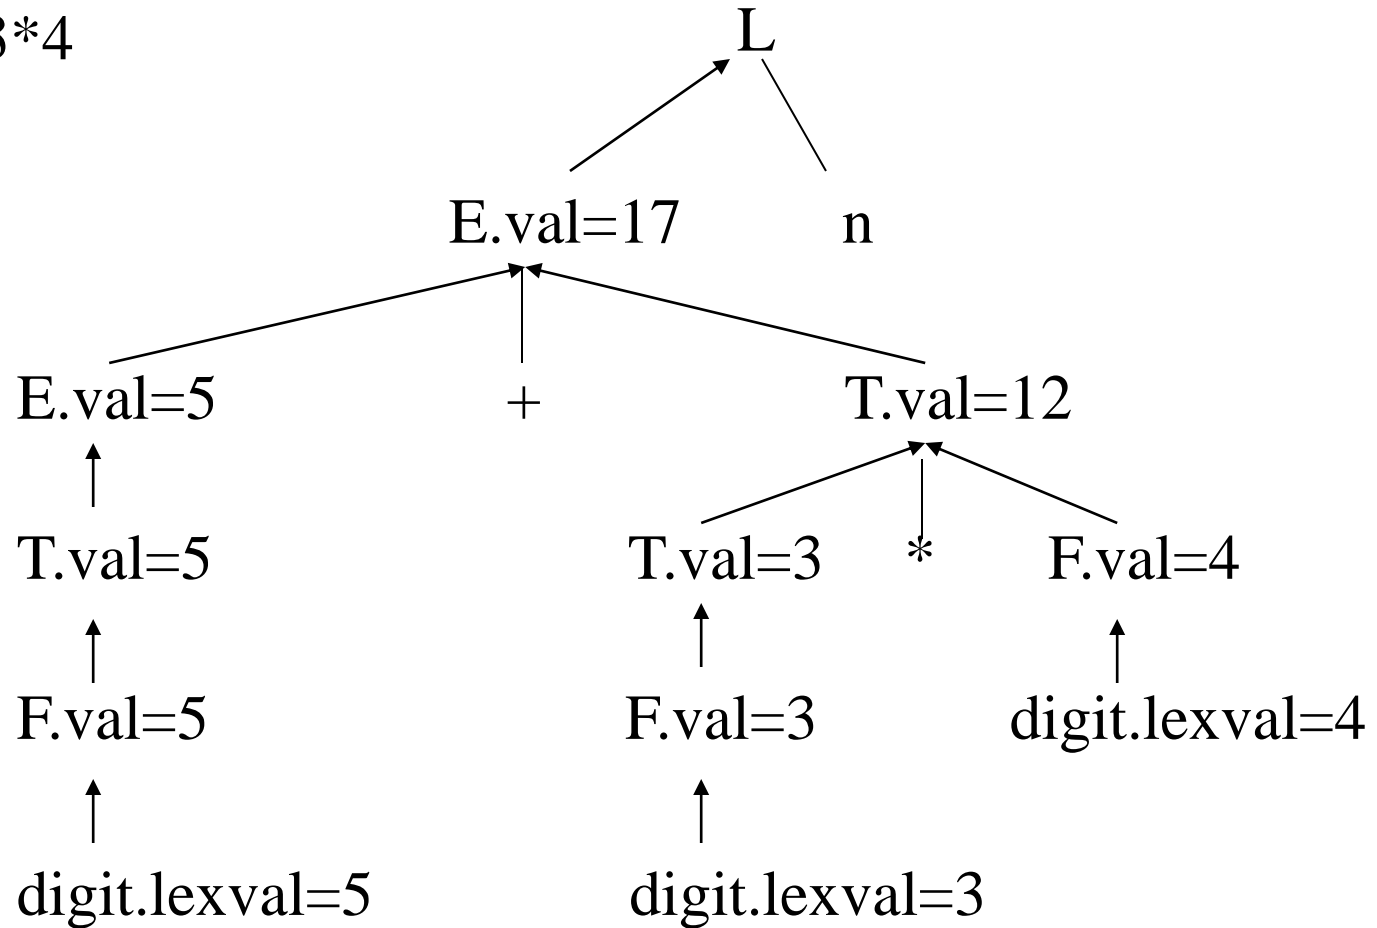 3*4
L
E.val=17 n
E.val=5 + T.val=12
T.val=5 T.val=3 * F.val=4
F.val=5 F.val=3 digit.lexval=4
digit.lexval=5 digit.lexval=3